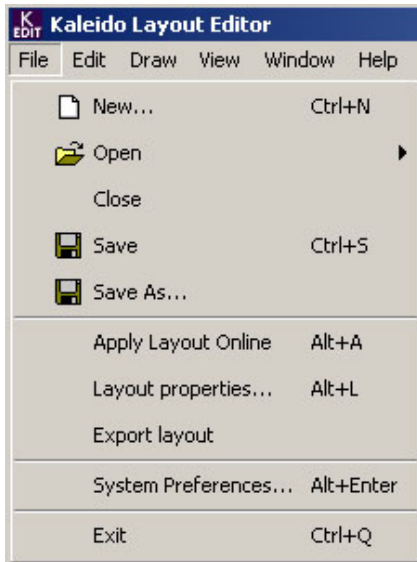 K EDIT Kaleido Layout Editor
File Edit Draw View Window Help
New... Ctrl+N
Open
Close
Save Ctrl+S
Save As...
Apply Layout Online Alt+A
Layout properties... Alt+L
Export layout
System Preferences... Alt+Enter
Exit Ctrl+Q